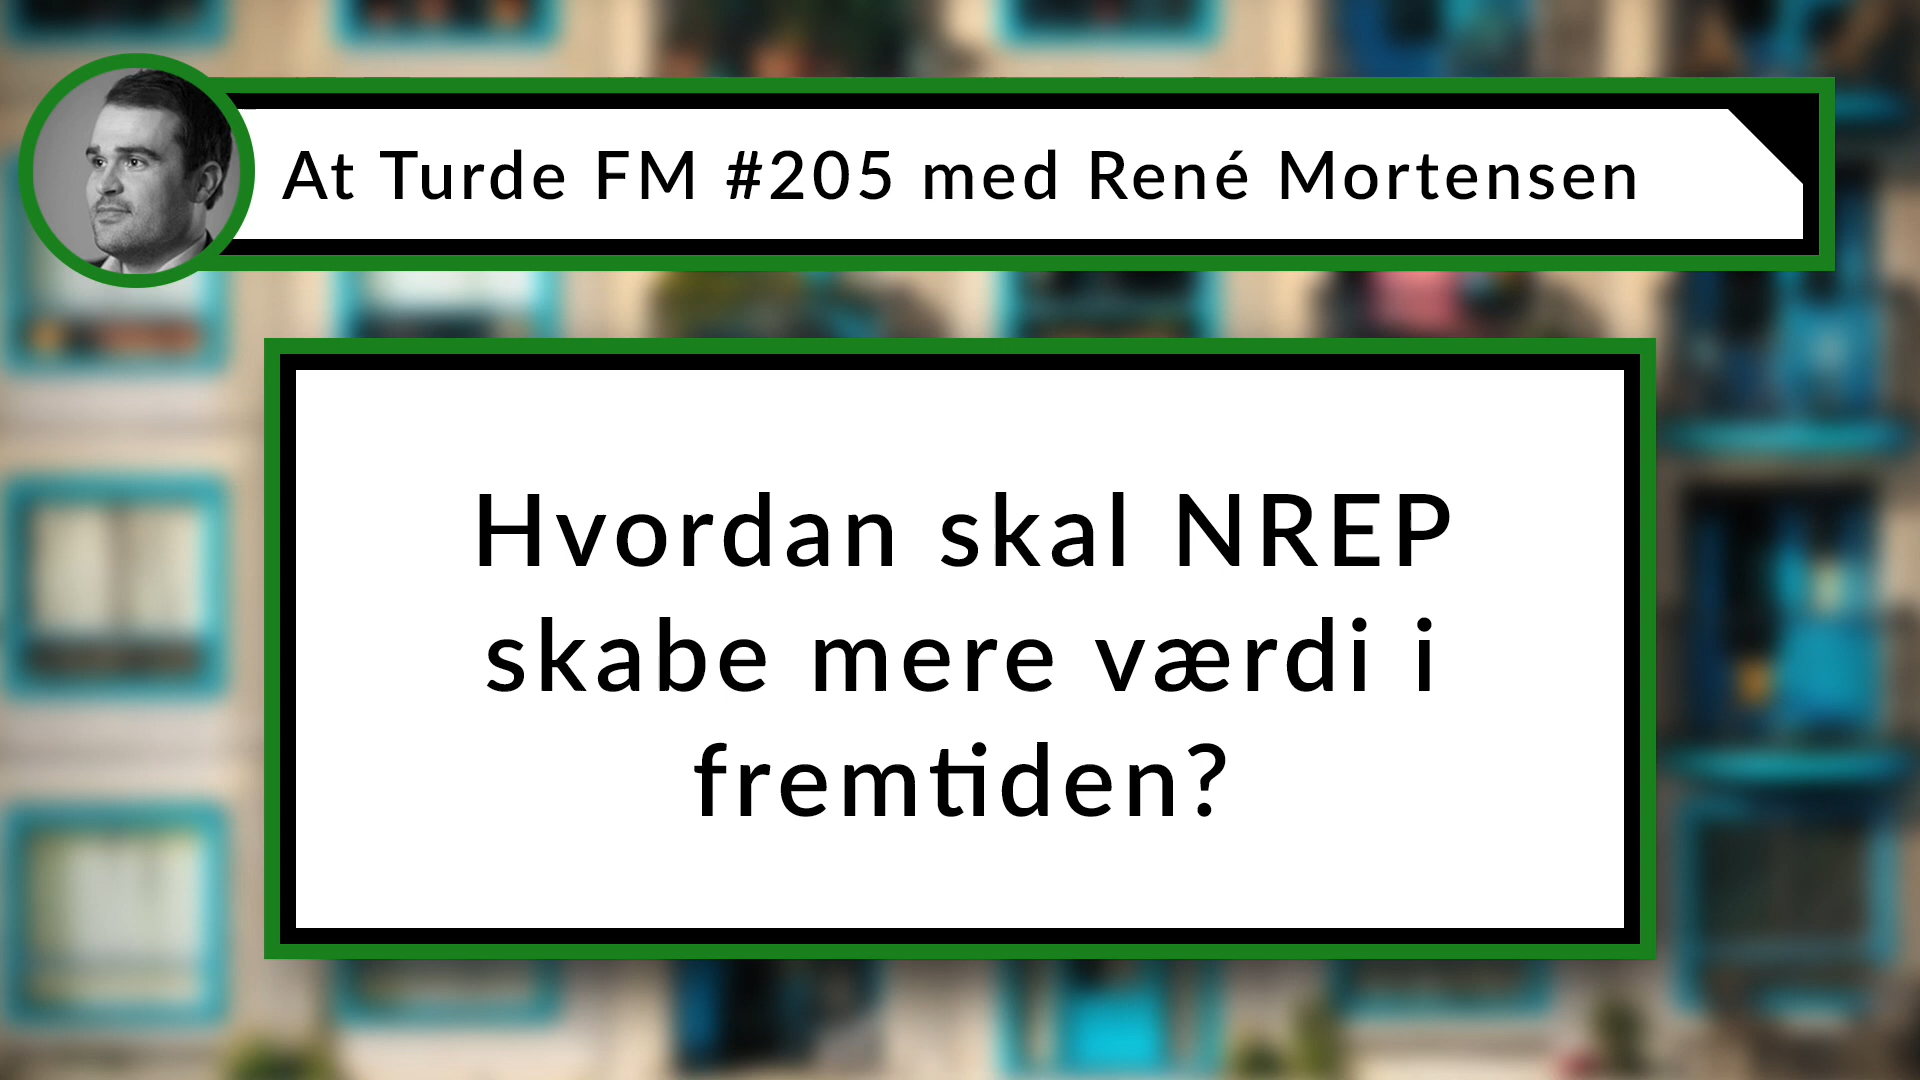 At Turde FM #205 med René Mortensen
Hvordan skal NREP
skabe mere værdi i
fremtiden?